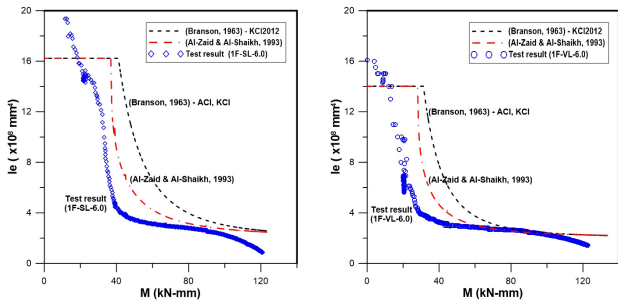 20
16
12
8
4
0
Ie (x10⁸ mm⁴)
(Branson, 1963) - KCI2012
(Al-Zaid & Al-Shaikh, 1993)
Test result (1F-SL-6.0)
(Branson, 1963) - ACI, KCI
(Al-Zaid & Al-Shaikh, 1993)
Test result
(1F-SL-6.0)
0 40 80 120
M (kN-mm)
20
16
12
8
4
0
Ie (x10⁸ mm⁴)
(Branson, 1963) - KCI2012
(Al-Zaid & Al-Shaikh, 1993)
Test result (1F-VL-6.0)
(Branson, 1963) - ACI, KCI
(Al-Zaid & Al-Shaikh, 1993)
Test result
(1F-VL-6.0)
0 20 40 60 80 100 120
M (kN-mm)